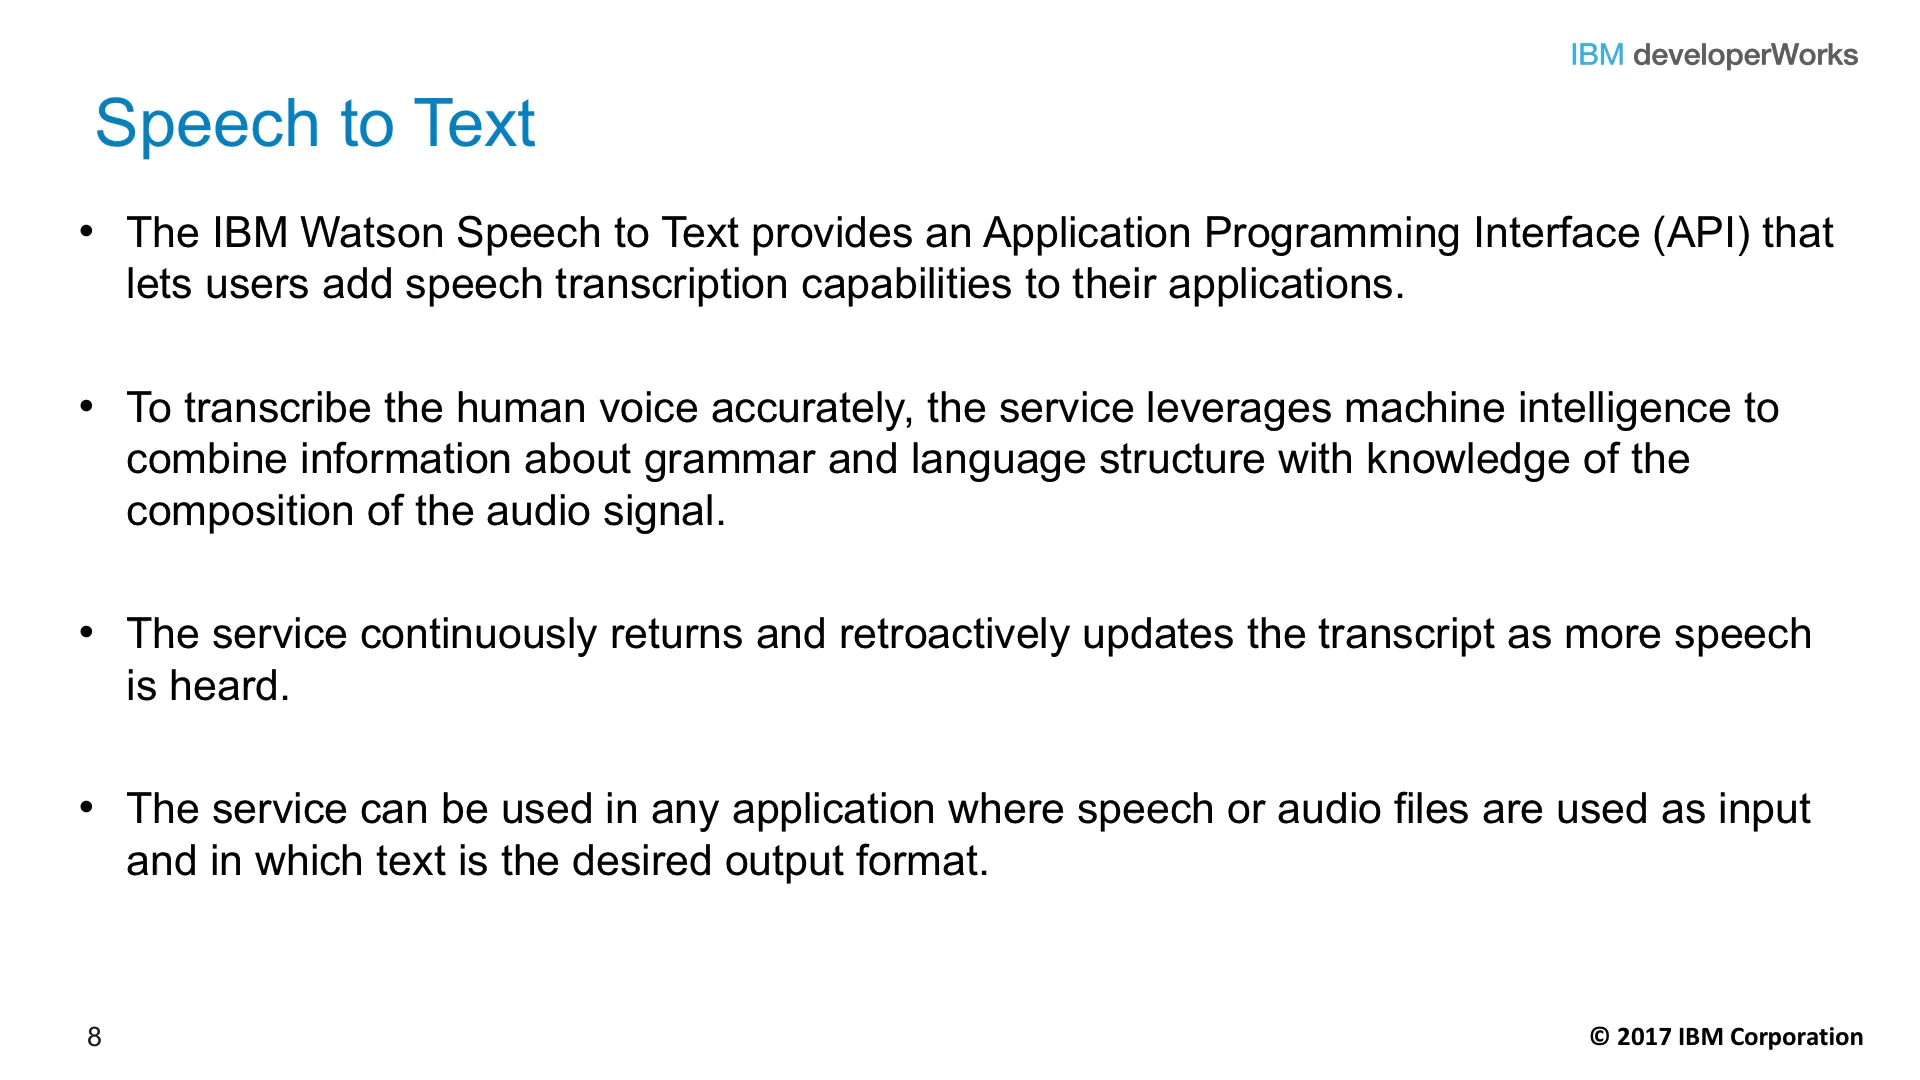 IBM developerWorks
Speech to Text
• The IBM Watson Speech to Text provides an Application Programming Interface (API) that
lets users add speech transcription capabilities to their applications.
• To transcribe the human voice accurately, the service leverages machine intelligence to
combine information about grammar and language structure with knowledge of the
composition of the audio signal.
• The service continuously returns and retroactively updates the transcript as more speech
is heard.
• The service can be used in any application where speech or audio files are used as input
and in which text is the desired output format.
8
© 2017 IBM Corporation